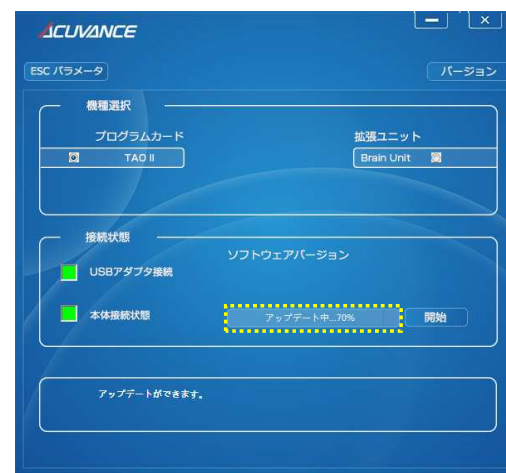 ACUVANCE
ESC パラメータ
バージョン
機種選択
プログラムカード
拡張ユニット
TAO II
Brain Unit
接続状態
ソフトウェアバージョン
USBアダプタ接続
本体接続状態
アップデート中...70%
開始
アップデートができます。